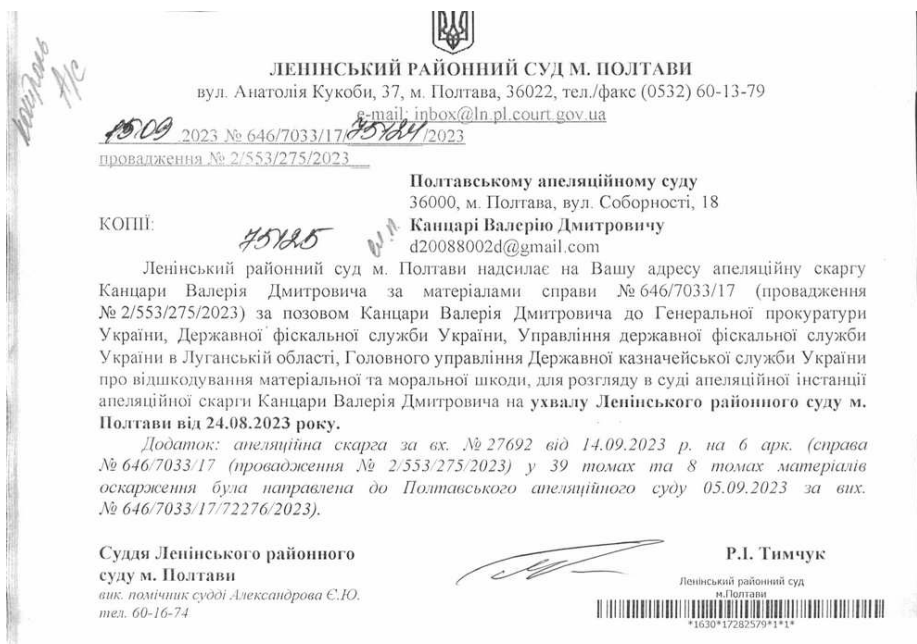 контроль
А/С
ЛЕНІНСЬКИЙ РАЙОННИЙ СУД М. ПОЛТАВИ
вул. Анатолія Кукоби, 37, м. Полтава, 36022, тел./факс (0532) 60-13-79
e-mail: inbox@ln.pl.court.gov.ua
15.09 .2023 № 646/7033/17/75124/2023
провадження № 2/553/275/2023
Полтавському апеляційному суду
36000, м. Полтава, вул. Соборності, 18
КОПІЇ:
Канцарі Валерію Дмитровичу
75125
d20088002d@gmail.com
Ленінський районний суд м. Полтави надсилає на Вашу адресу апеляційну скаргу
Канцари Валерія Дмитровича за матеріалами справи № 646/7033/17 (провадження
№ 2/553/275/2023) за позовом Канцари Валерія Дмитровича до Генеральної прокуратури
України, Державної фіскальної служби України, Управління державної фіскальної служби
України в Луганській області, Головного управління Державної казначейської служби України
про відшкодування матеріальної та моральної шкоди, для розгляду в суді апеляційної інстанції
апеляційної скарги Канцари Валерія Дмитровича на ухвалу Ленінського районного суду м.
Полтави від 24.08.2023 року.
Додаток: апеляційна скарга за вх. № 27692 від 14.09.2023 р. на 6 арк. (справа
№ 646/7033/17 (провадження № 2/553/275/2023) у 39 томах та 8 томах матеріалів
оскарження була направлена до Полтавського апеляційного суду 05.09.2023 за вих.
№ 646/7033/17/72276/2023).
Суддя Ленінського районного
суду м. Полтави
Р.І. Тимчук
вик. помічник судді Александрова Є.Ю.
тел. 60-16-74
Ленінський районний суд
м.Полтави
*1630*17282579*1*1*